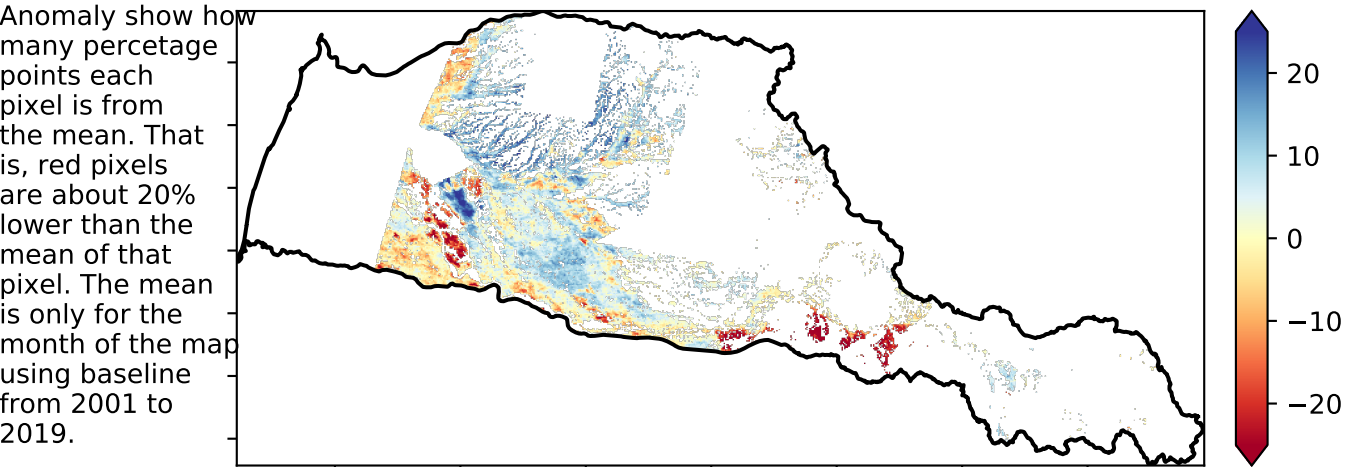 Anomaly show how
many percetage
points each
pixel is from
the mean. That
is, red pixels
are about 20%
lower than the
mean of that
pixel. The mean
is only for the
month of the map
using baseline
from 2001 to
2019.
20
10
0
−10
−20